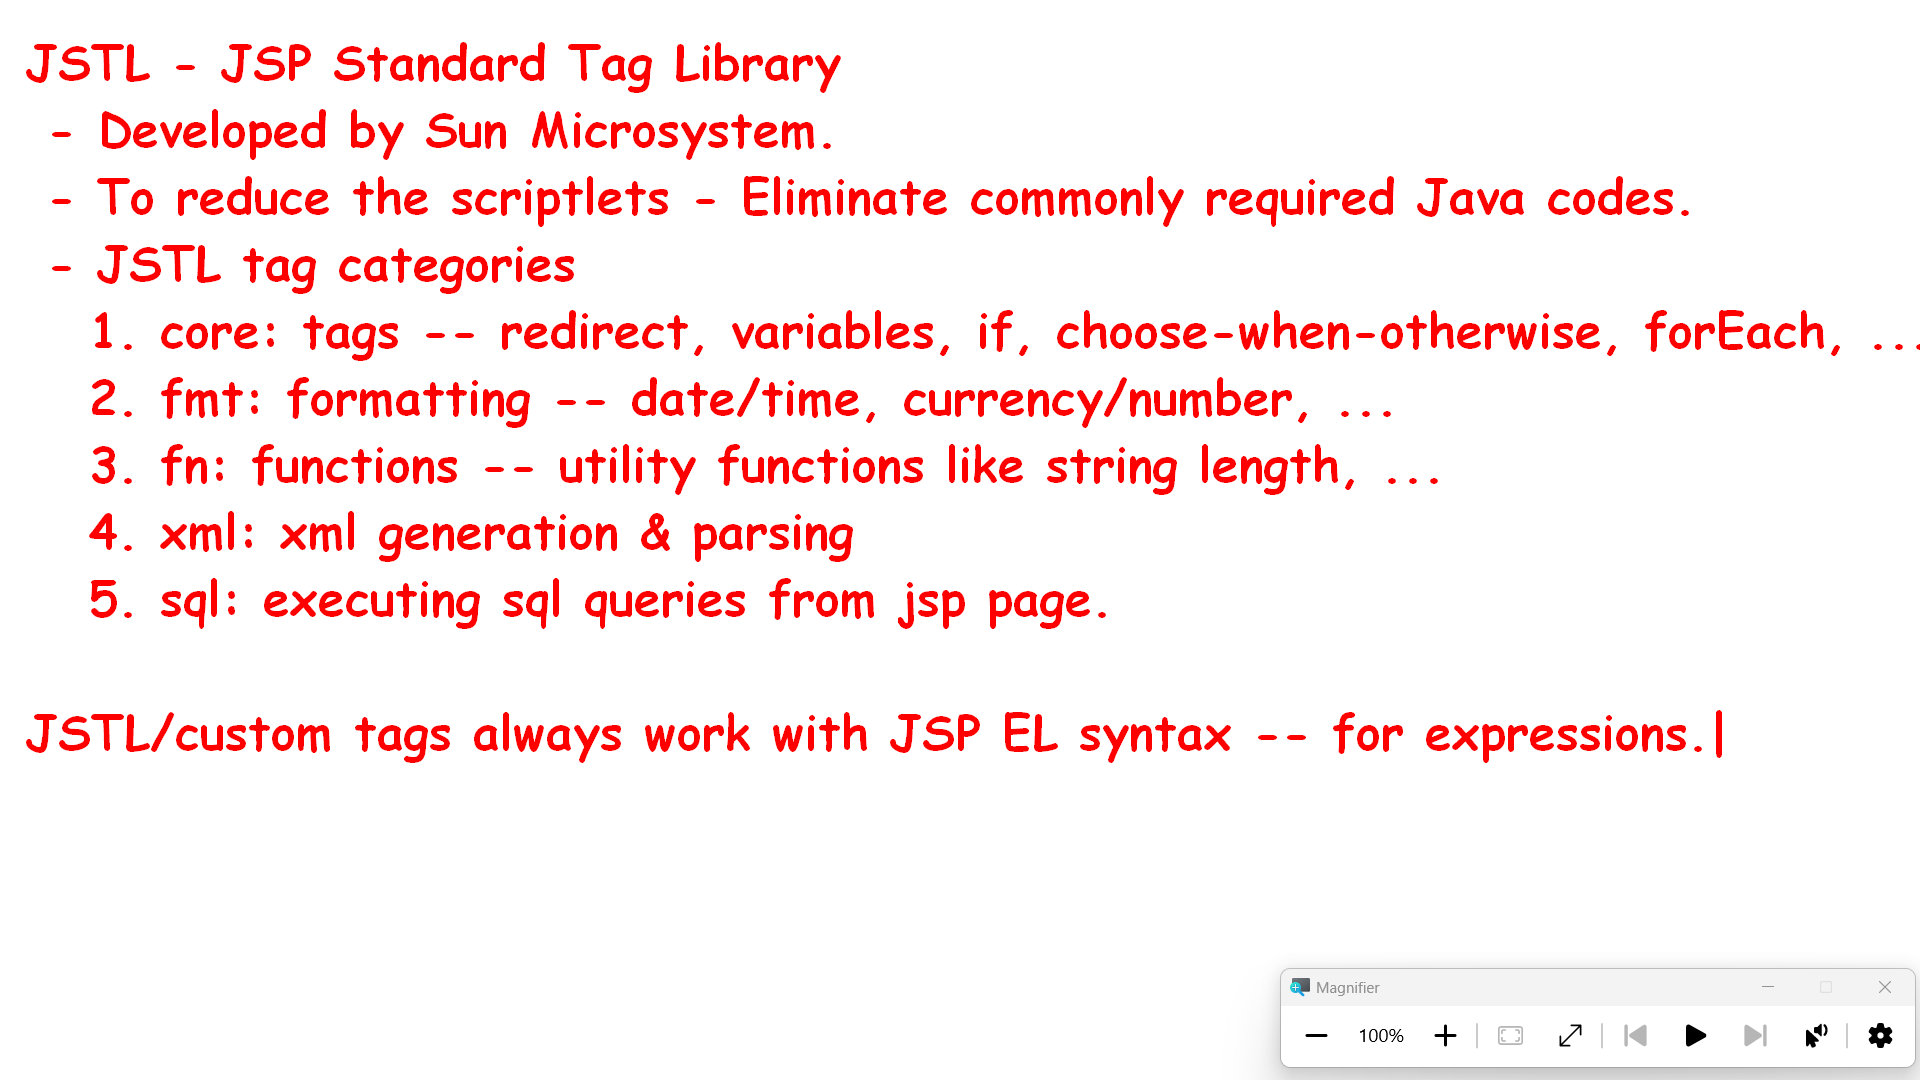 JSTL - JSP Standard Tag Library
- Developed by Sun Microsystem.
- To reduce the scriptlets - Eliminate commonly required Java codes.
- JSTL tag categories
1. core: tags -- redirect, variables, if, choose-when-otherwise, forEach, ...
2. fmt: formatting -- date/time, currency/number, ...
3. fn: functions -- utility functions like string length, ...
4. xml: xml generation & parsing
5. sql: executing sql queries from jsp page.
JSTL/custom tags always work with JSP EL syntax -- for expressions.
Magnifier
100%